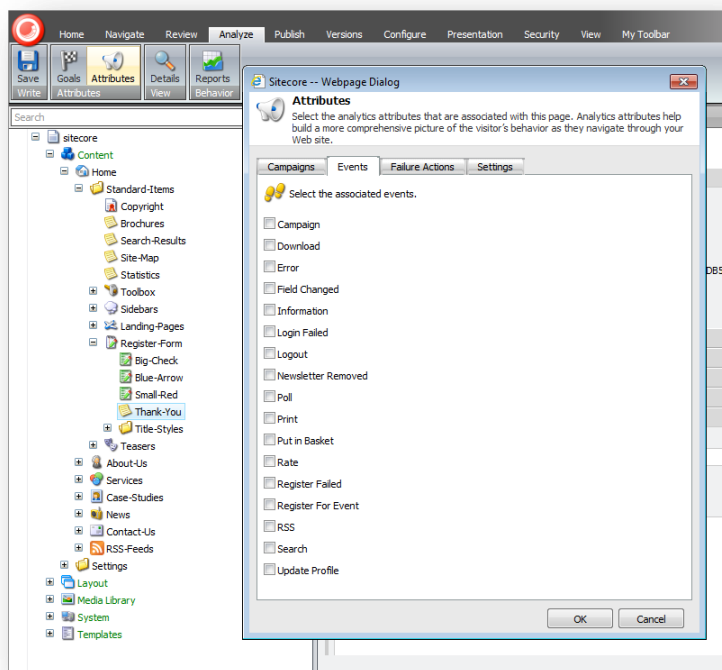 Home Navigate Review Analyze Publish Versions Configure Presentation Security View My Toolbar
Save Goals Attributes Details Reports
Write Attributes View Behavior
Search
sitecore
Content
Home
Standard-Items
Copyright
Brochures
Search-Results
Site-Map
Statistics
Toolbox
Sidebars
Landing-Pages
Register-Form
Big-Check
Blue-Arrow
Small-Red
Thank-You
Title-Styles
Teasers
About-Us
Services
Case-Studies
News
Contact-Us
RSS-Feeds
Settings
Layout
Media Library
System
Templates
Sitecore -- Webpage Dialog
Attributes
Select the analytics attributes that are associated with this page. Analytics attributes help
build a more comprehensive picture of the visitor's behavior as they navigate through your
Web site.
Campaigns Events Failure Actions Settings
Select the associated events.
Campaign
Download
Error
Field Changed
Information
Login Failed
Logout
Newsletter Removed
Poll
Print
Put in Basket
Rate
Register Failed
Register For Event
RSS
Search
Update Profile
OK Cancel
DB5